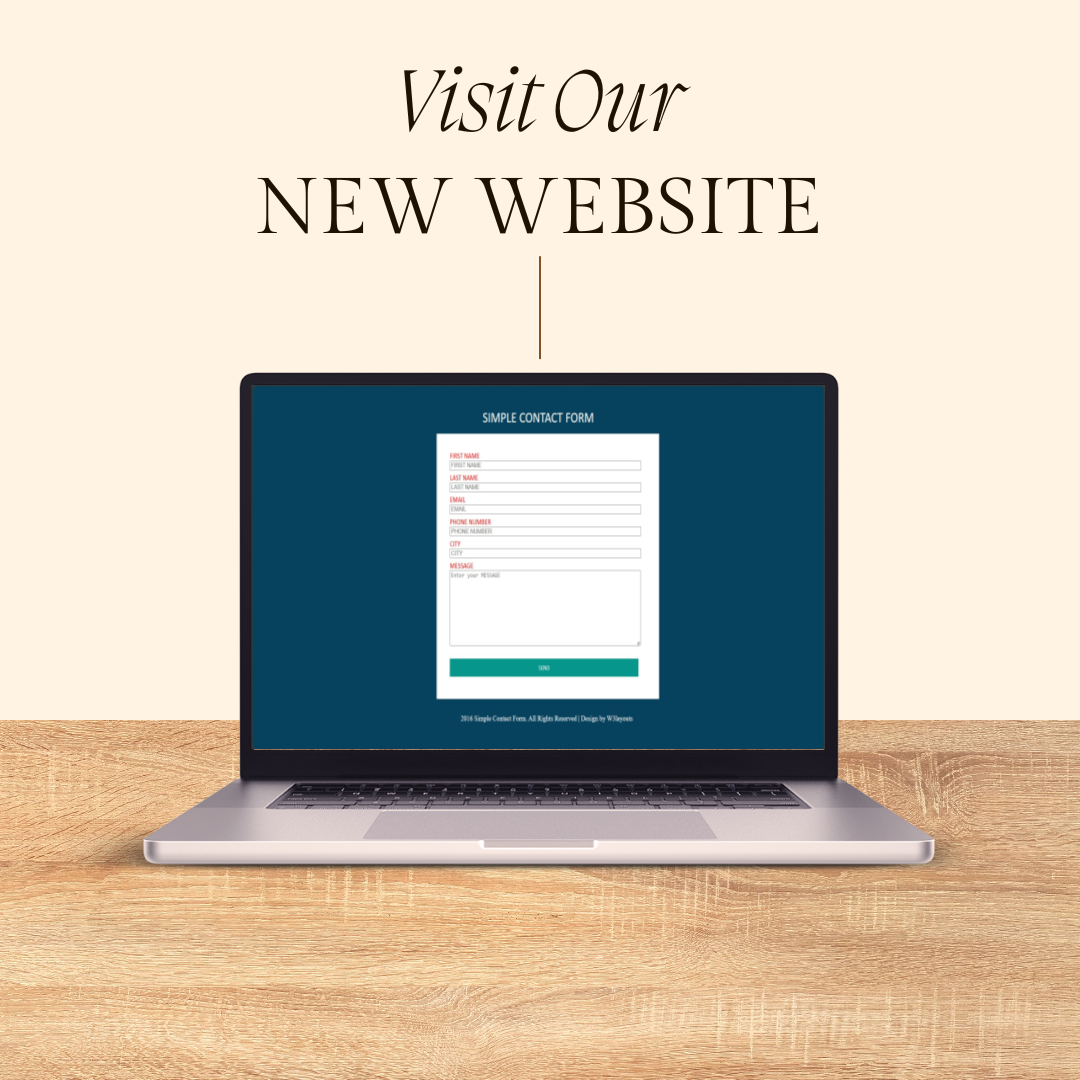 Visit Our
NEW WEBSITE
SIMPLE CONTACT FORM
FIRST NAME
FIRST NAME
LAST NAME
LAST NAME
EMAIL
EMAIL
PHONE NUMBER
PHONE NUMBER
CITY
CITY
MESSAGE
Enter your MESSAGE
SEND
2016 Simple Contact Form. All Rights Reserved | Design by W3layouts